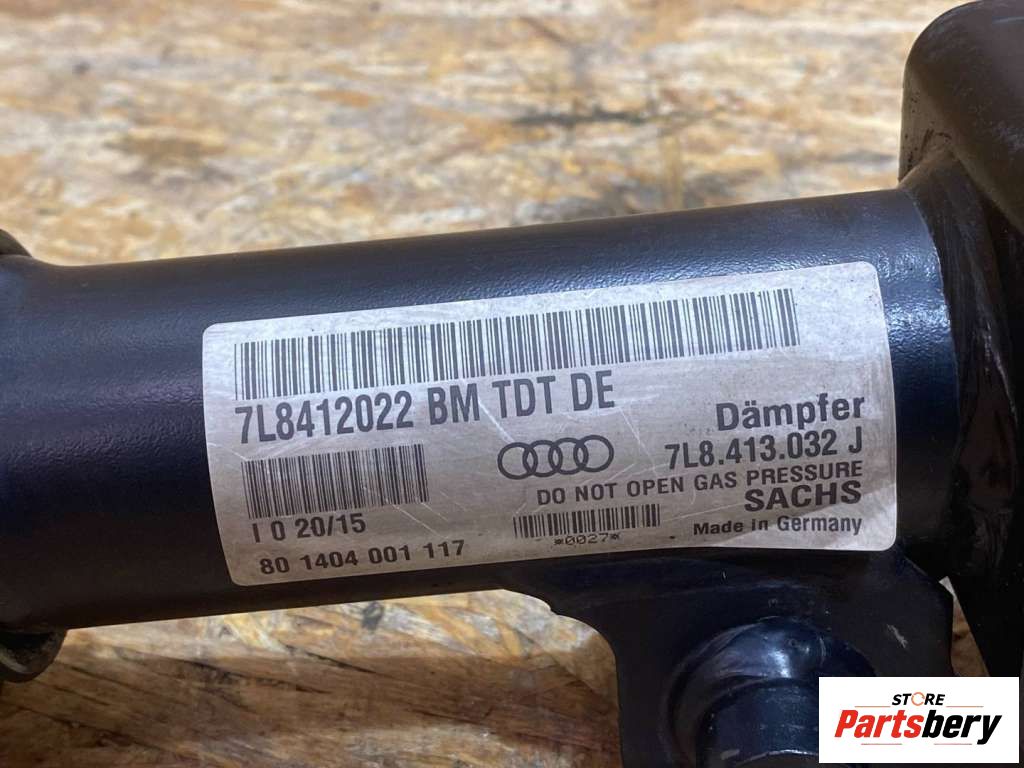 7L8412022 BM TDT DE
Dämpfer
7L8.413.032 J
DO NOT OPEN GAS PRESSURE
SACHS
Made in Germany
I 0 20/15
80 1404 001 117
*0027*
STORE
Partsbery